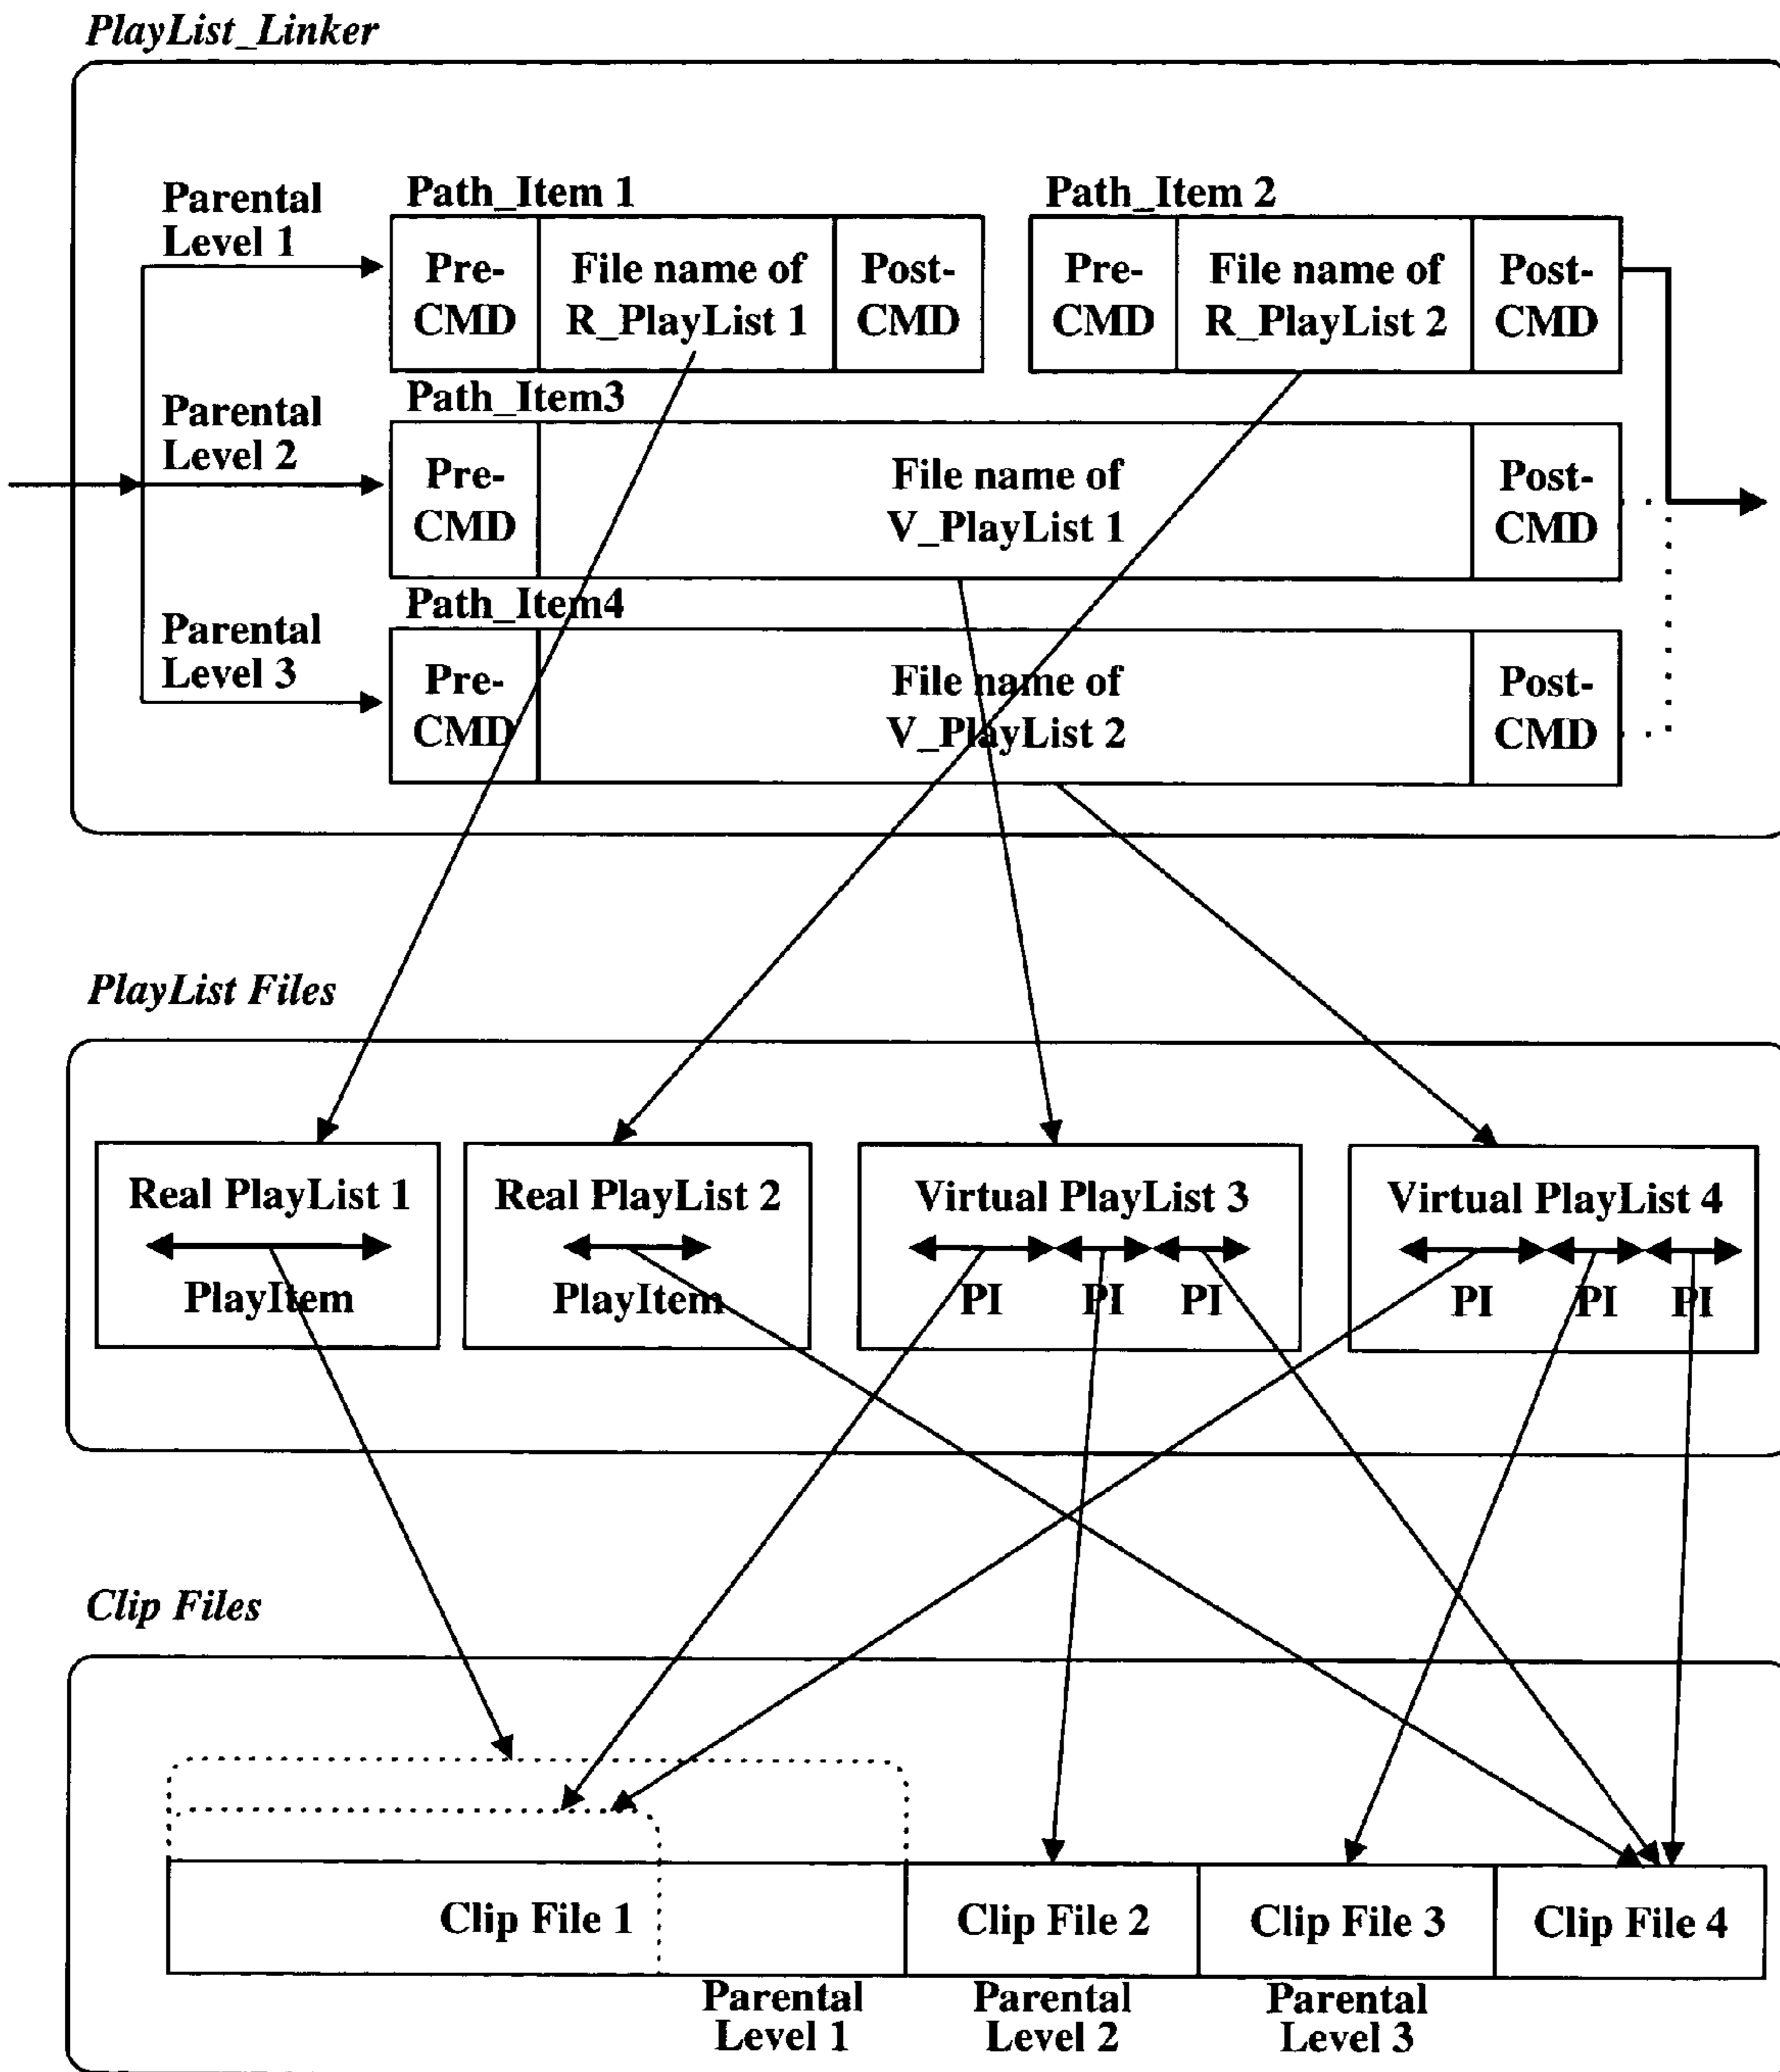 PlayList_Linker
Parental
Level 1
Path_Item 1
Pre-
CMD
File name of
R_PlayList 1
Post-
CMD
Path_Item 2
Pre-
CMD
File name of
R_PlayList 2
Post-
CMD
Parental
Level 2
Path_Item3
Pre-
CMD
File name of
V_PlayList 1
Post-
CMD
Parental
Level 3
Path_Item4
Pre-
CMD
File name of
V_PlayList 2
Post-
CMD
PlayList Files
Real PlayList 1
PlayItem
Real PlayList 2
PlayItem
Virtual PlayList 3
PI PI PI
Virtual PlayList 4
PI PI PI
Clip Files
Clip File 1
Clip File 2
Clip File 3
Clip File 4
Parental
Level 1
Parental
Level 2
Parental
Level 3